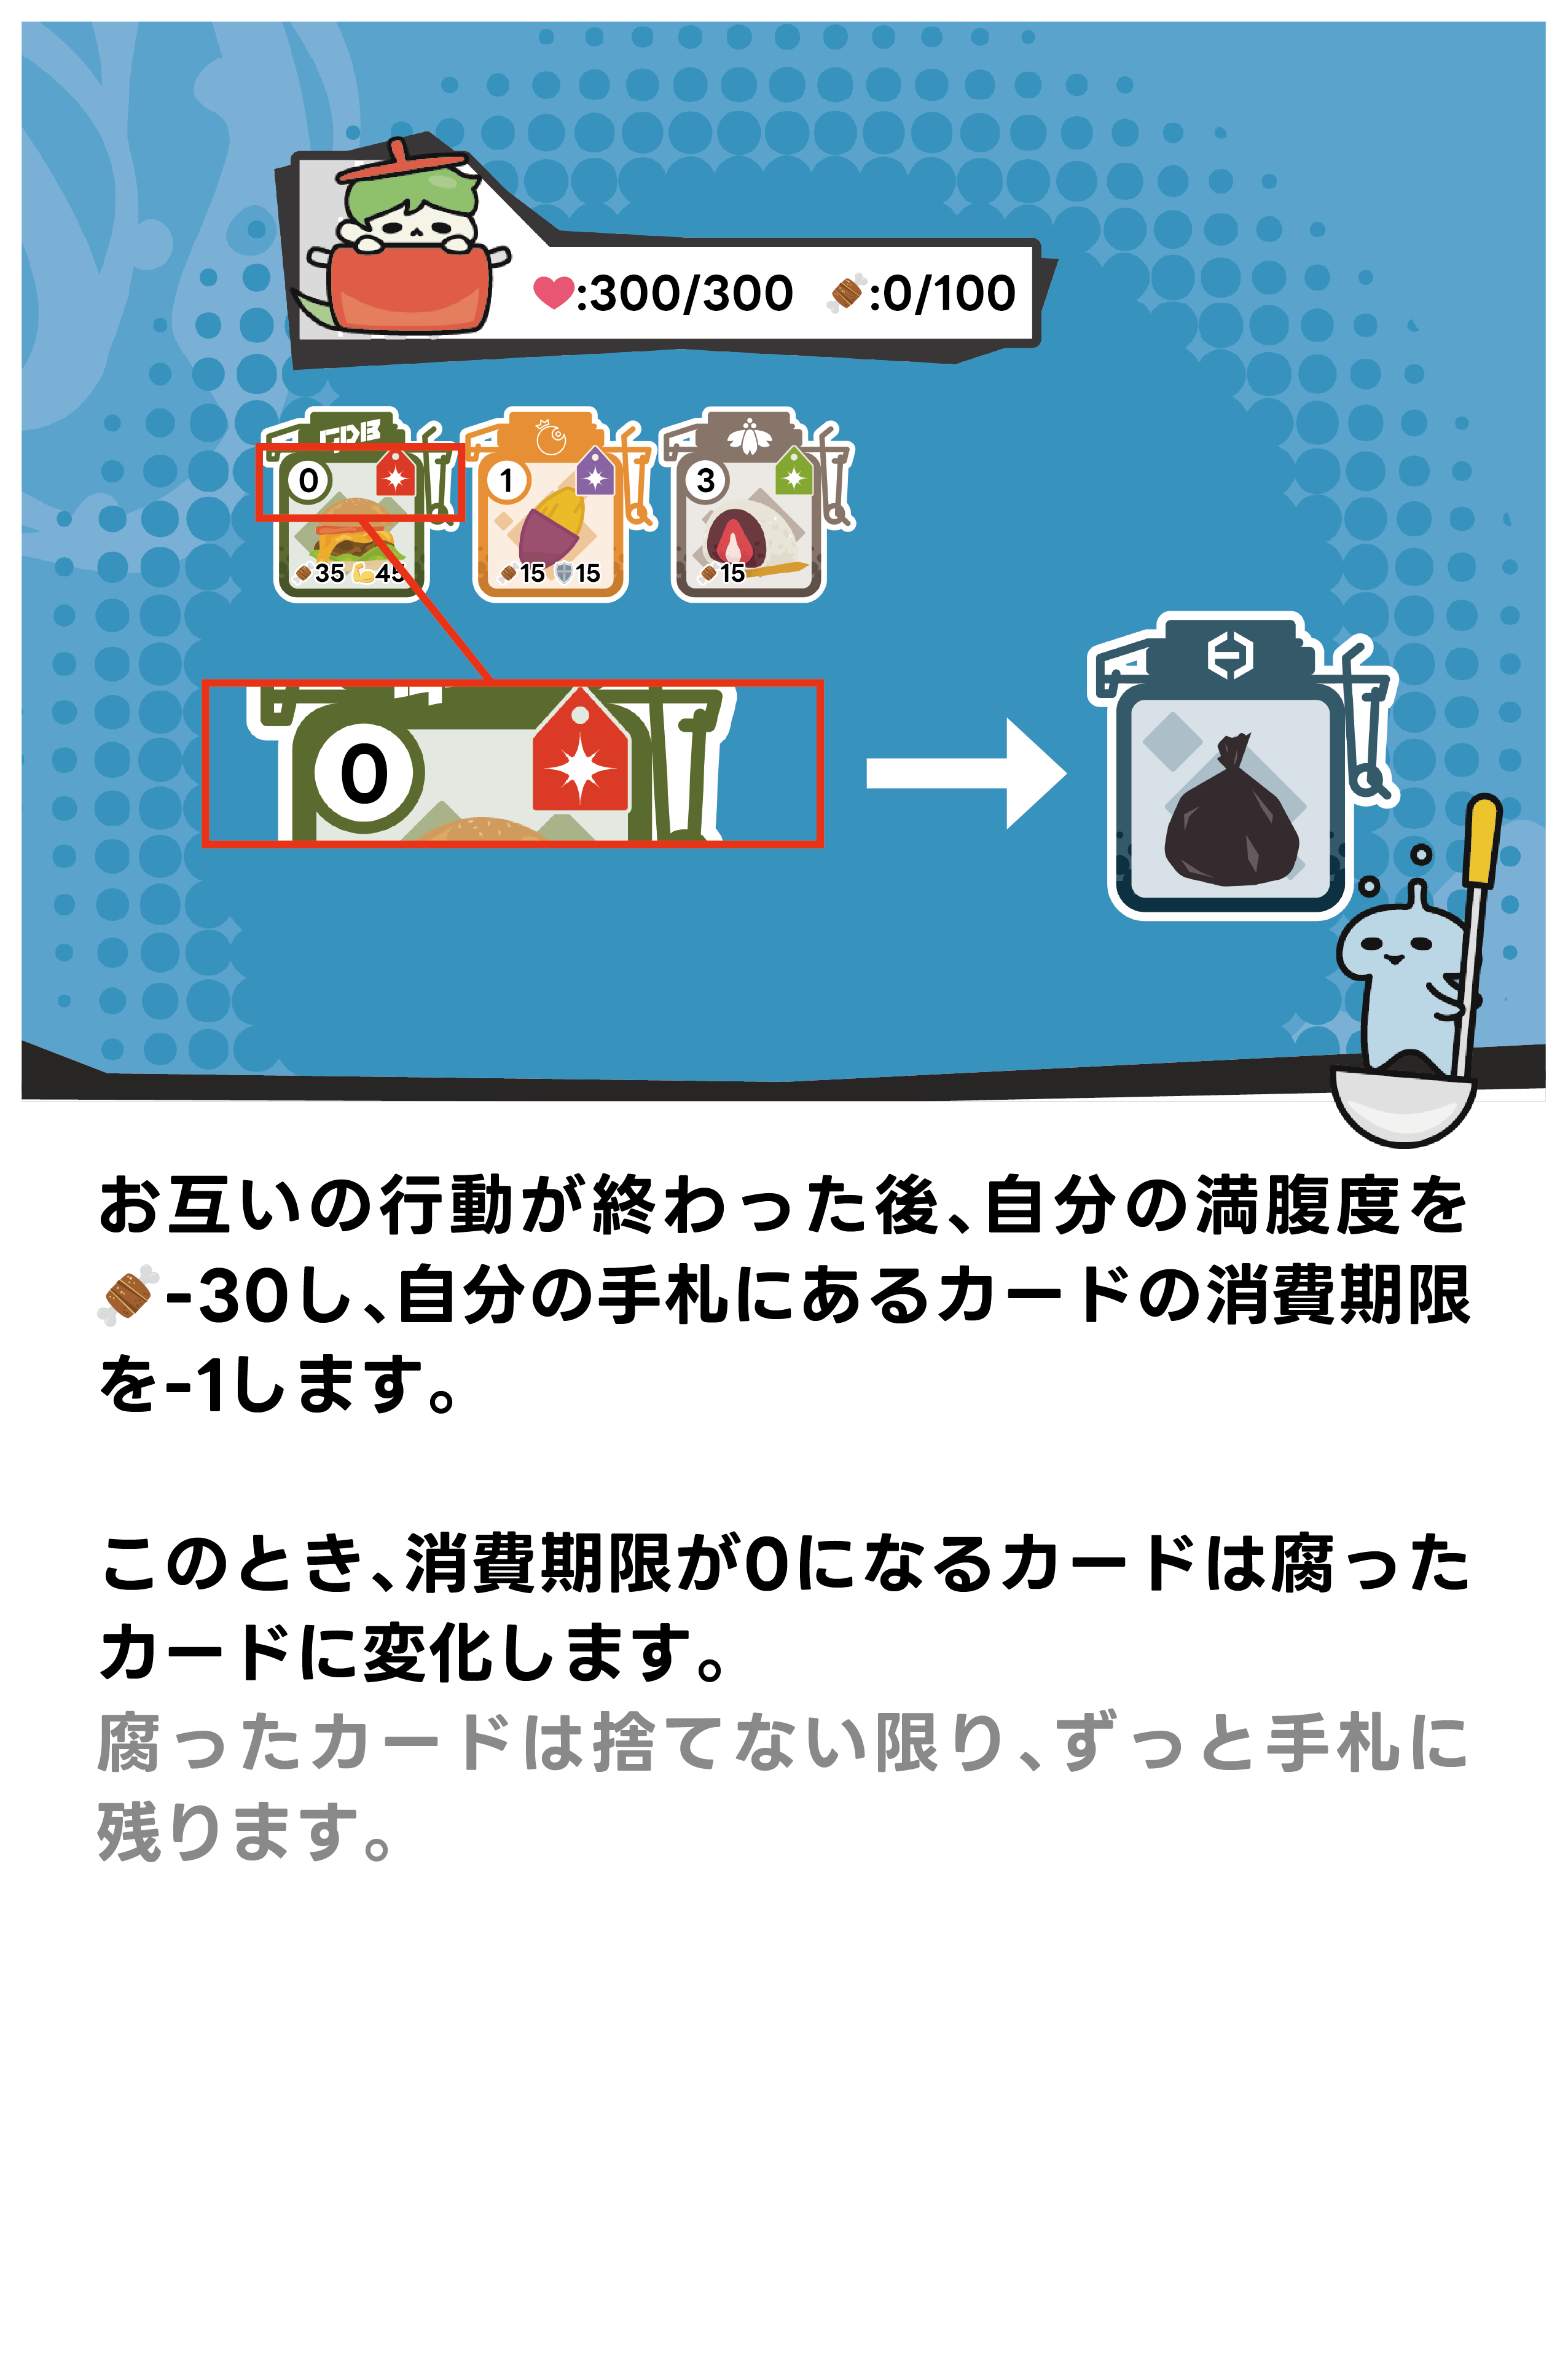 :300/300 :0/100
0 1 3
35 45 15 15 15
0
お互いの行動が終わった後、自分の満腹度を
-30し、自分の手札にあるカードの消費期限
を-1します。
このとき、消費期限が0になるカードは腐った
カードに変化します。
腐ったカードは捨てない限り、ずっと手札に
残ります。